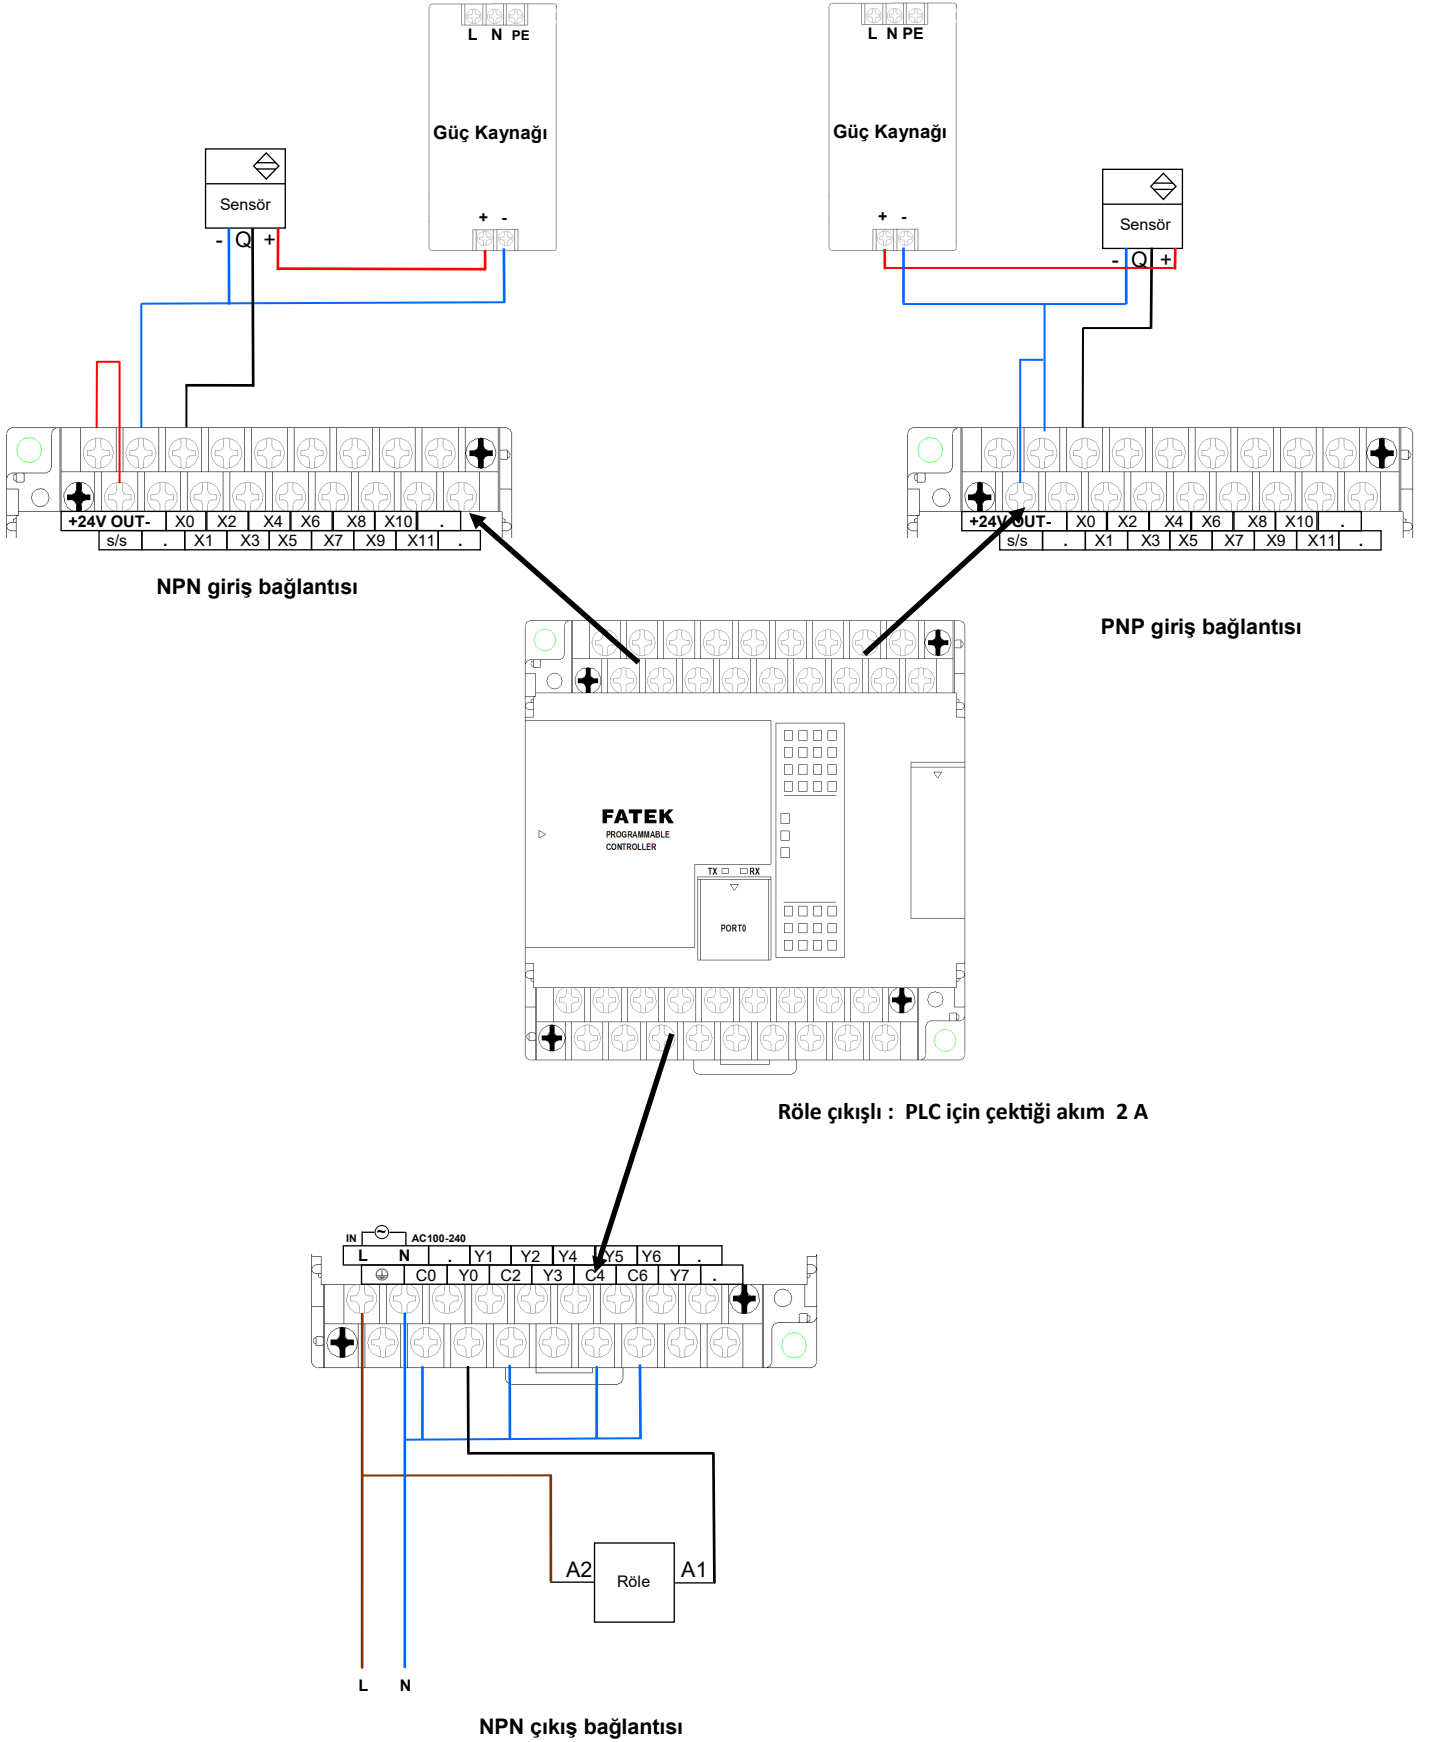 L N PE
L N PE
Güç Kaynağı
Güç Kaynağı
Sensör
Sensör
+ -
+ -
- Q +
- Q +
+24V OUT- X0 X2 X4 X6 X8 X10 .
s/s . X1 X3 X5 X7 X9 X11 .
+24V OUT- X0 X2 X4 X6 X8 X10 .
s/s . X1 X3 X5 X7 X9 X11 .
NPN giriş bağlantısı
PNP giriş bağlantısı
FATEK
PROGRAMMABLE
CONTROLLER
TX RX
PORT0
Röle çıkışlı : PLC için çektiği akım 2 A
IN ~ AC100-240
L N . Y1 Y2 Y4 Y5 Y6 .
C0 Y0 C2 Y3 C4 C6 Y7 .
A2 Röle A1
L N
NPN çıkış bağlantısı